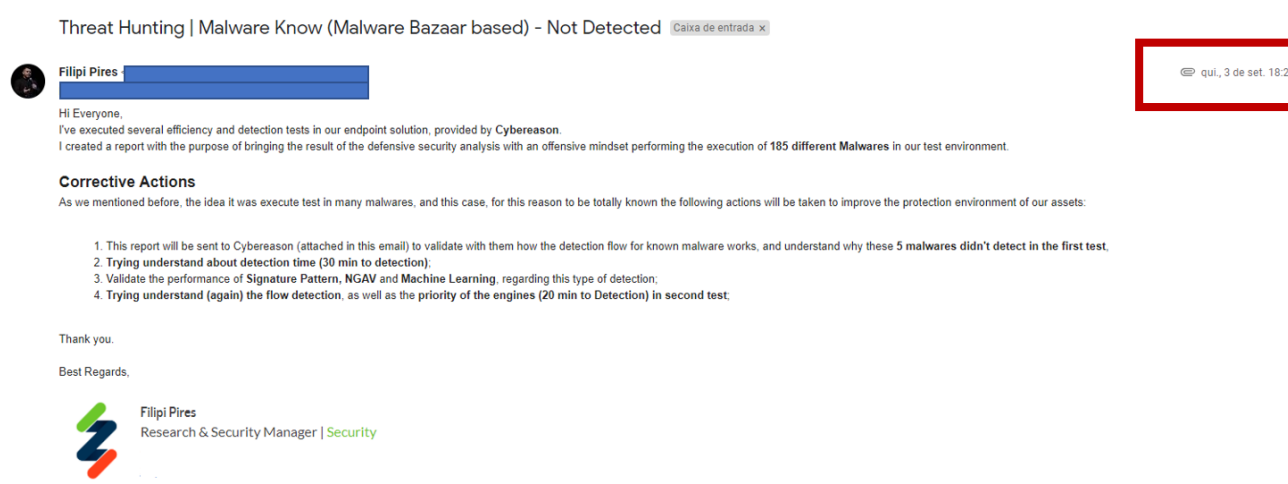 Threat Hunting | Malware Know (Malware Bazaar based) - Not Detected Caixa de entrada x
Filipi Pires
qui., 3 de set. 18:2
Hi Everyone,
I've executed several efficiency and detection tests in our endpoint solution, provided by Cybereason.
I created a report with the purpose of bringing the result of the defensive security analysis with an offensive mindset performing the execution of 185 different Malwares in our test environment.
Corrective Actions
As we mentioned before, the idea it was execute test in many malwares, and this case, for this reason to be totally known the following actions will be taken to improve the protection environment of our assets:
1. This report will be sent to Cybereason (attached in this email) to validate with them how the detection flow for known malware works, and understand why these 5 malwares didn't detect in the first test,
2. Trying understand about detection time (30 min to detection);
3. Validate the performance of Signature Pattern, NGAV and Machine Learning, regarding this type of detection;
4. Trying understand (again) the flow detection, as well as the priority of the engines (20 min to Detection) in second test;
Thank you.
Best Regards,
Filipi Pires
Research & Security Manager | Security